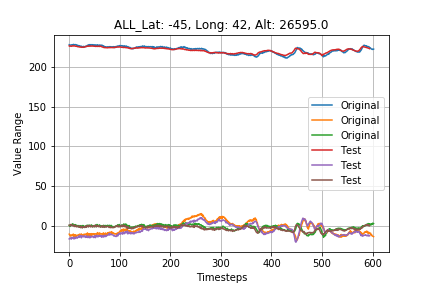 ALL_Lat: -45, Long: 42, Alt: 26595.0
Value Range
200
150
100
50
0
Original
Original
Original
Test
Test
Test
0 100 200 300 400 500 600
Timesteps